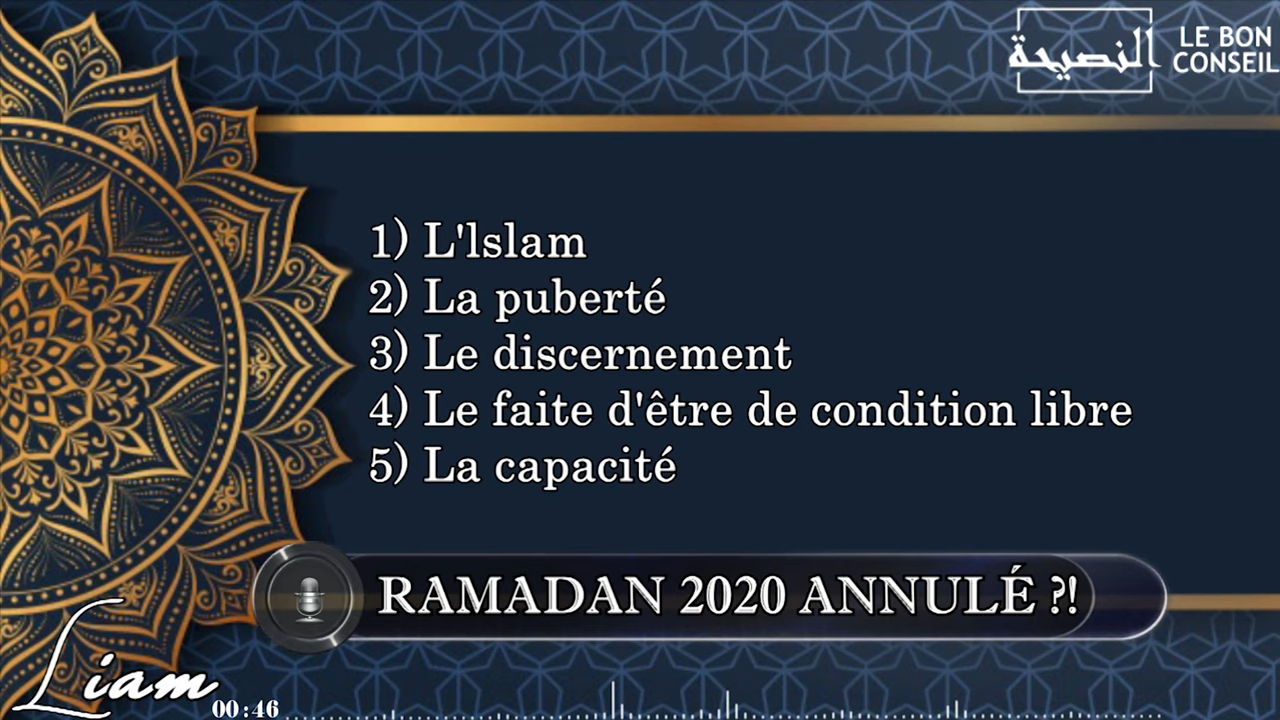 النصيحة
LE BON
CONSEIL
1) L'lslam
2) La puberté
3) Le discernement
4) Le faite d'être de condition libre
5) La capacité
RAMADAN 2020 ANNULÉ ?!
Liam
00:46